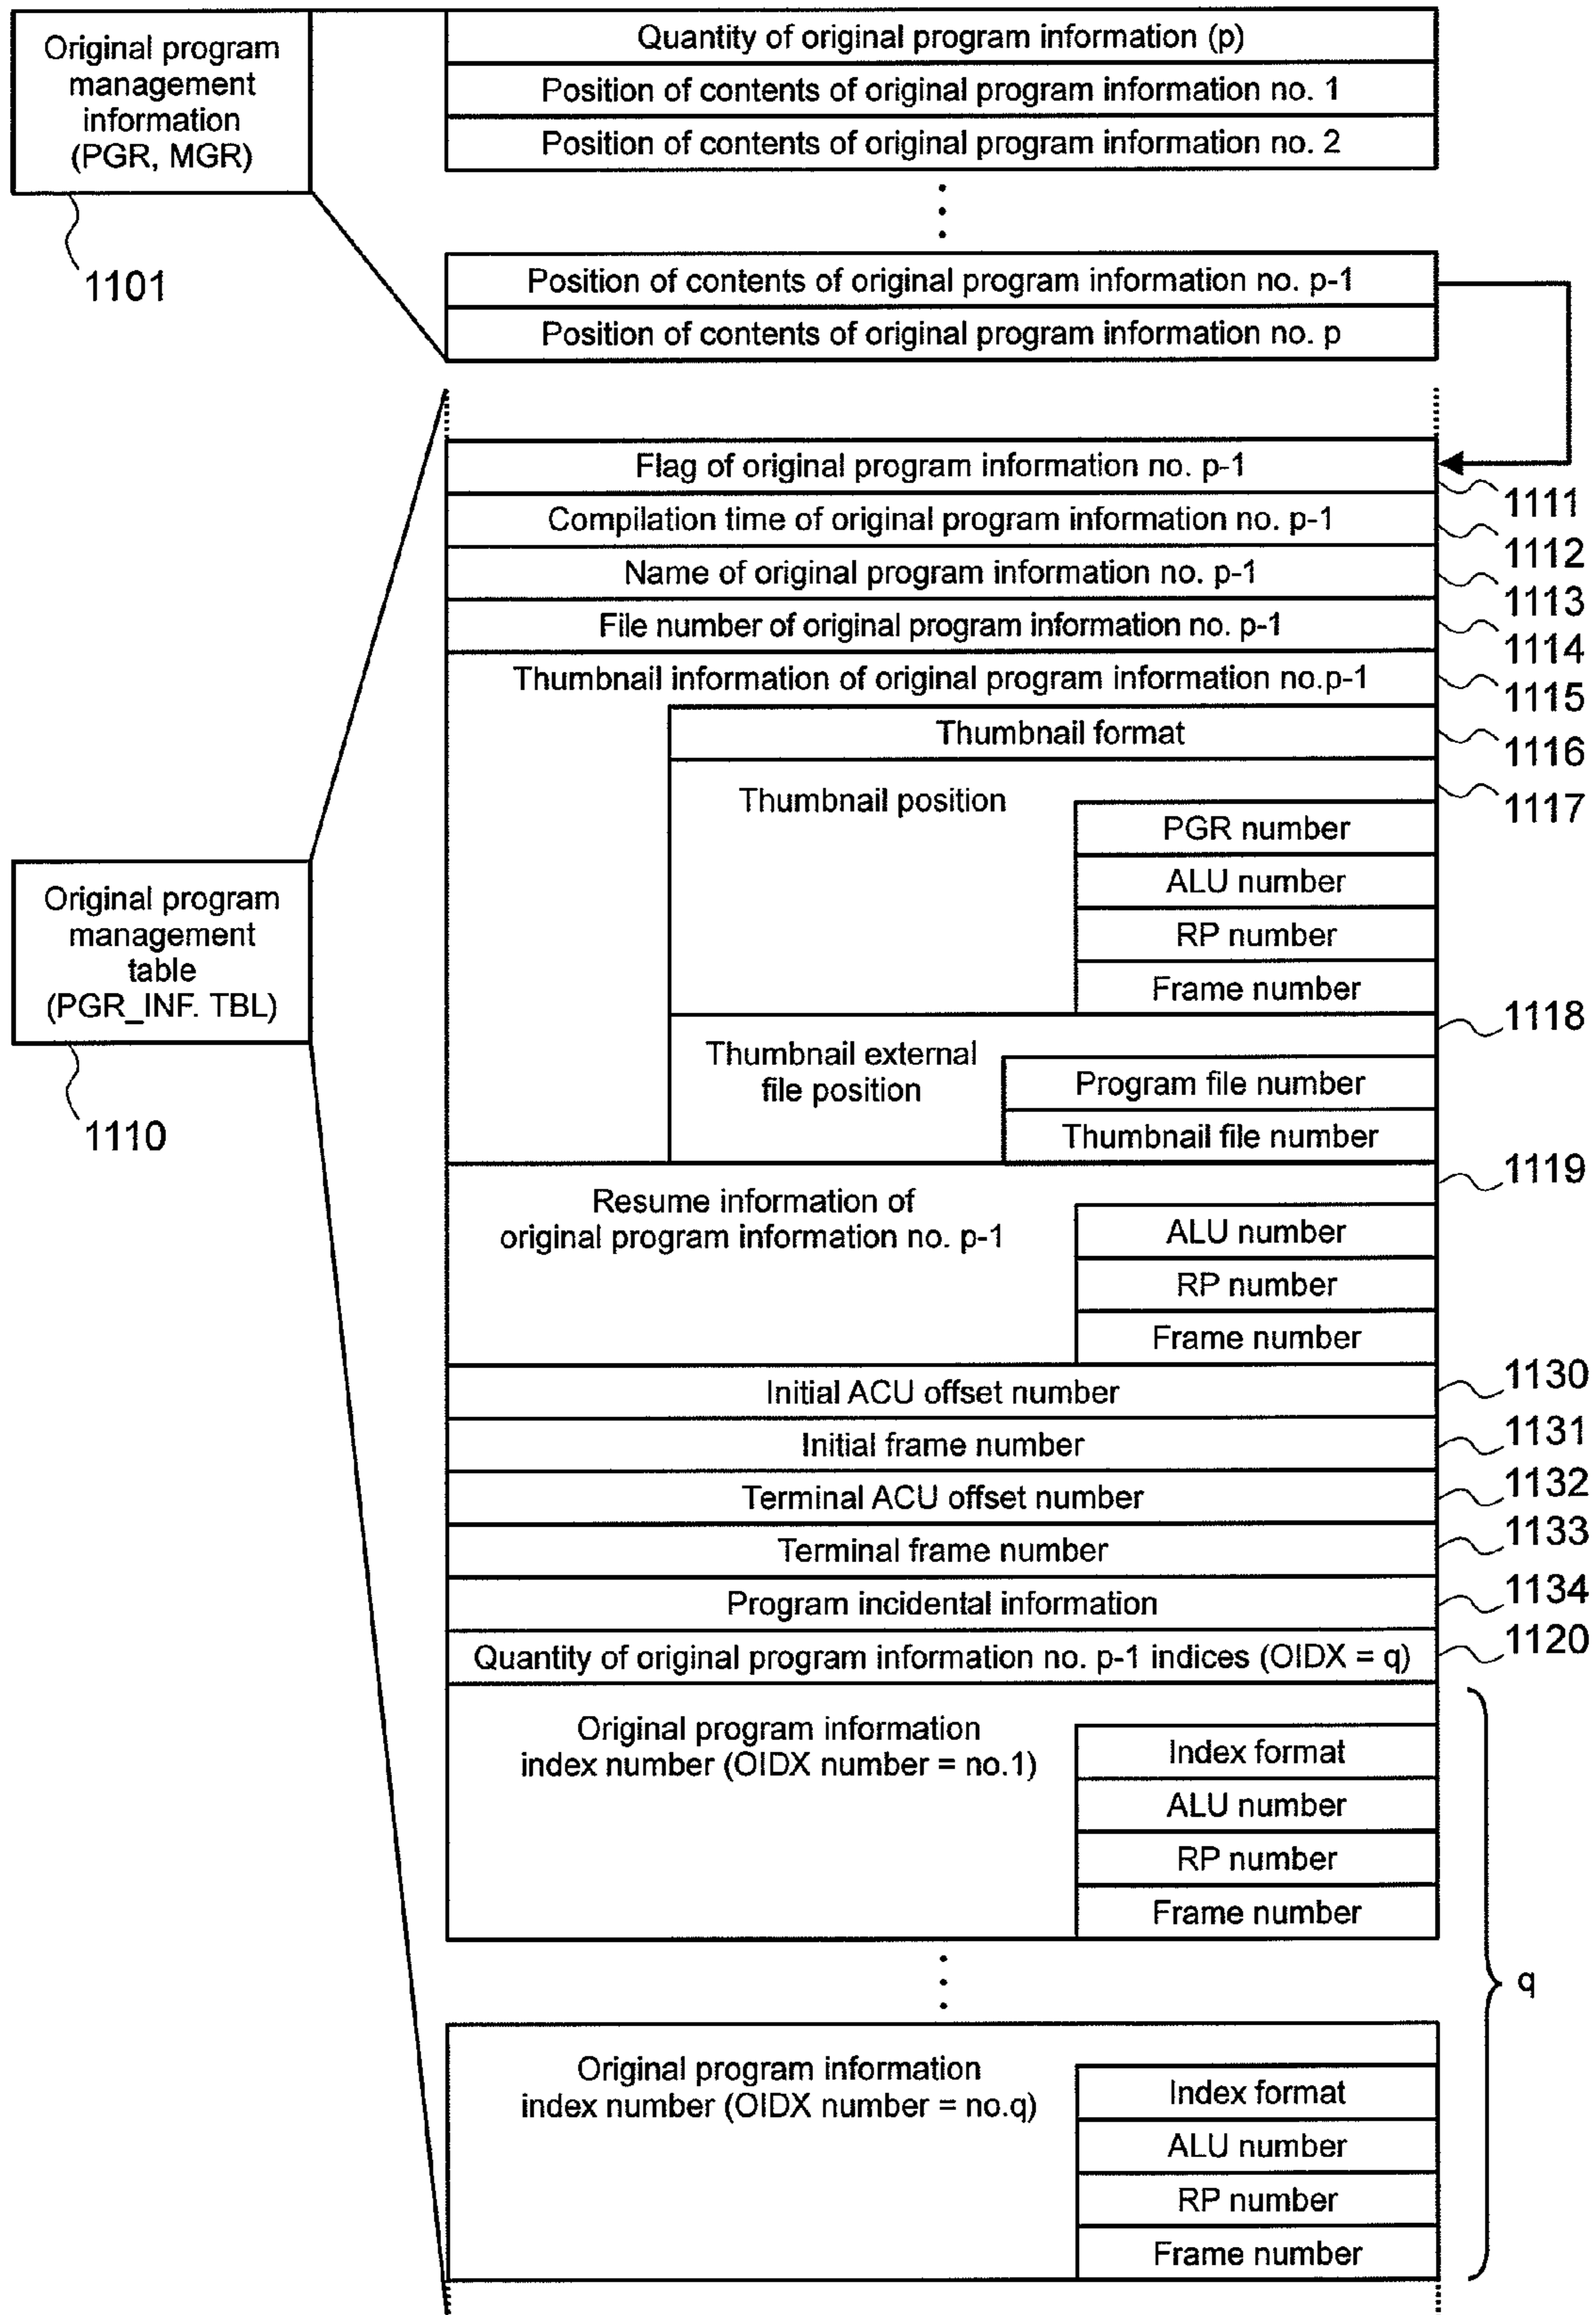 Original program
management
information
(PGR, MGR)
1101
Quantity of original program information (p)
Position of contents of original program information no. 1
Position of contents of original program information no. 2
Position of contents of original program information no. p-1
Position of contents of original program information no. p
Original program
management
table
(PGR_INF. TBL)
1110
Flag of original program information no. p-1
1111
Compilation time of original program information no. p-1
1112
Name of original program information no. p-1
1113
File number of original program information no. p-1
1114
Thumbnail information of original program information no.p-1
1115
Thumbnail format
1116
Thumbnail position
1117
PGR number
ALU number
RP number
Frame number
1118
Thumbnail external
file position
Program file number
Thumbnail file number
1119
Resume information of
original program information no. p-1
ALU number
RP number
Frame number
Initial ACU offset number
1130
Initial frame number
1131
Terminal ACU offset number
1132
Terminal frame number
1133
Program incidental information
1134
Quantity of original program information no. p-1 indices (OIDX = q)
1120
Original program information
index number (OIDX number = no.1)
Index format
ALU number
RP number
Frame number
q
Original program information
index number (OIDX number = no.q)
Index format
ALU number
RP number
Frame number